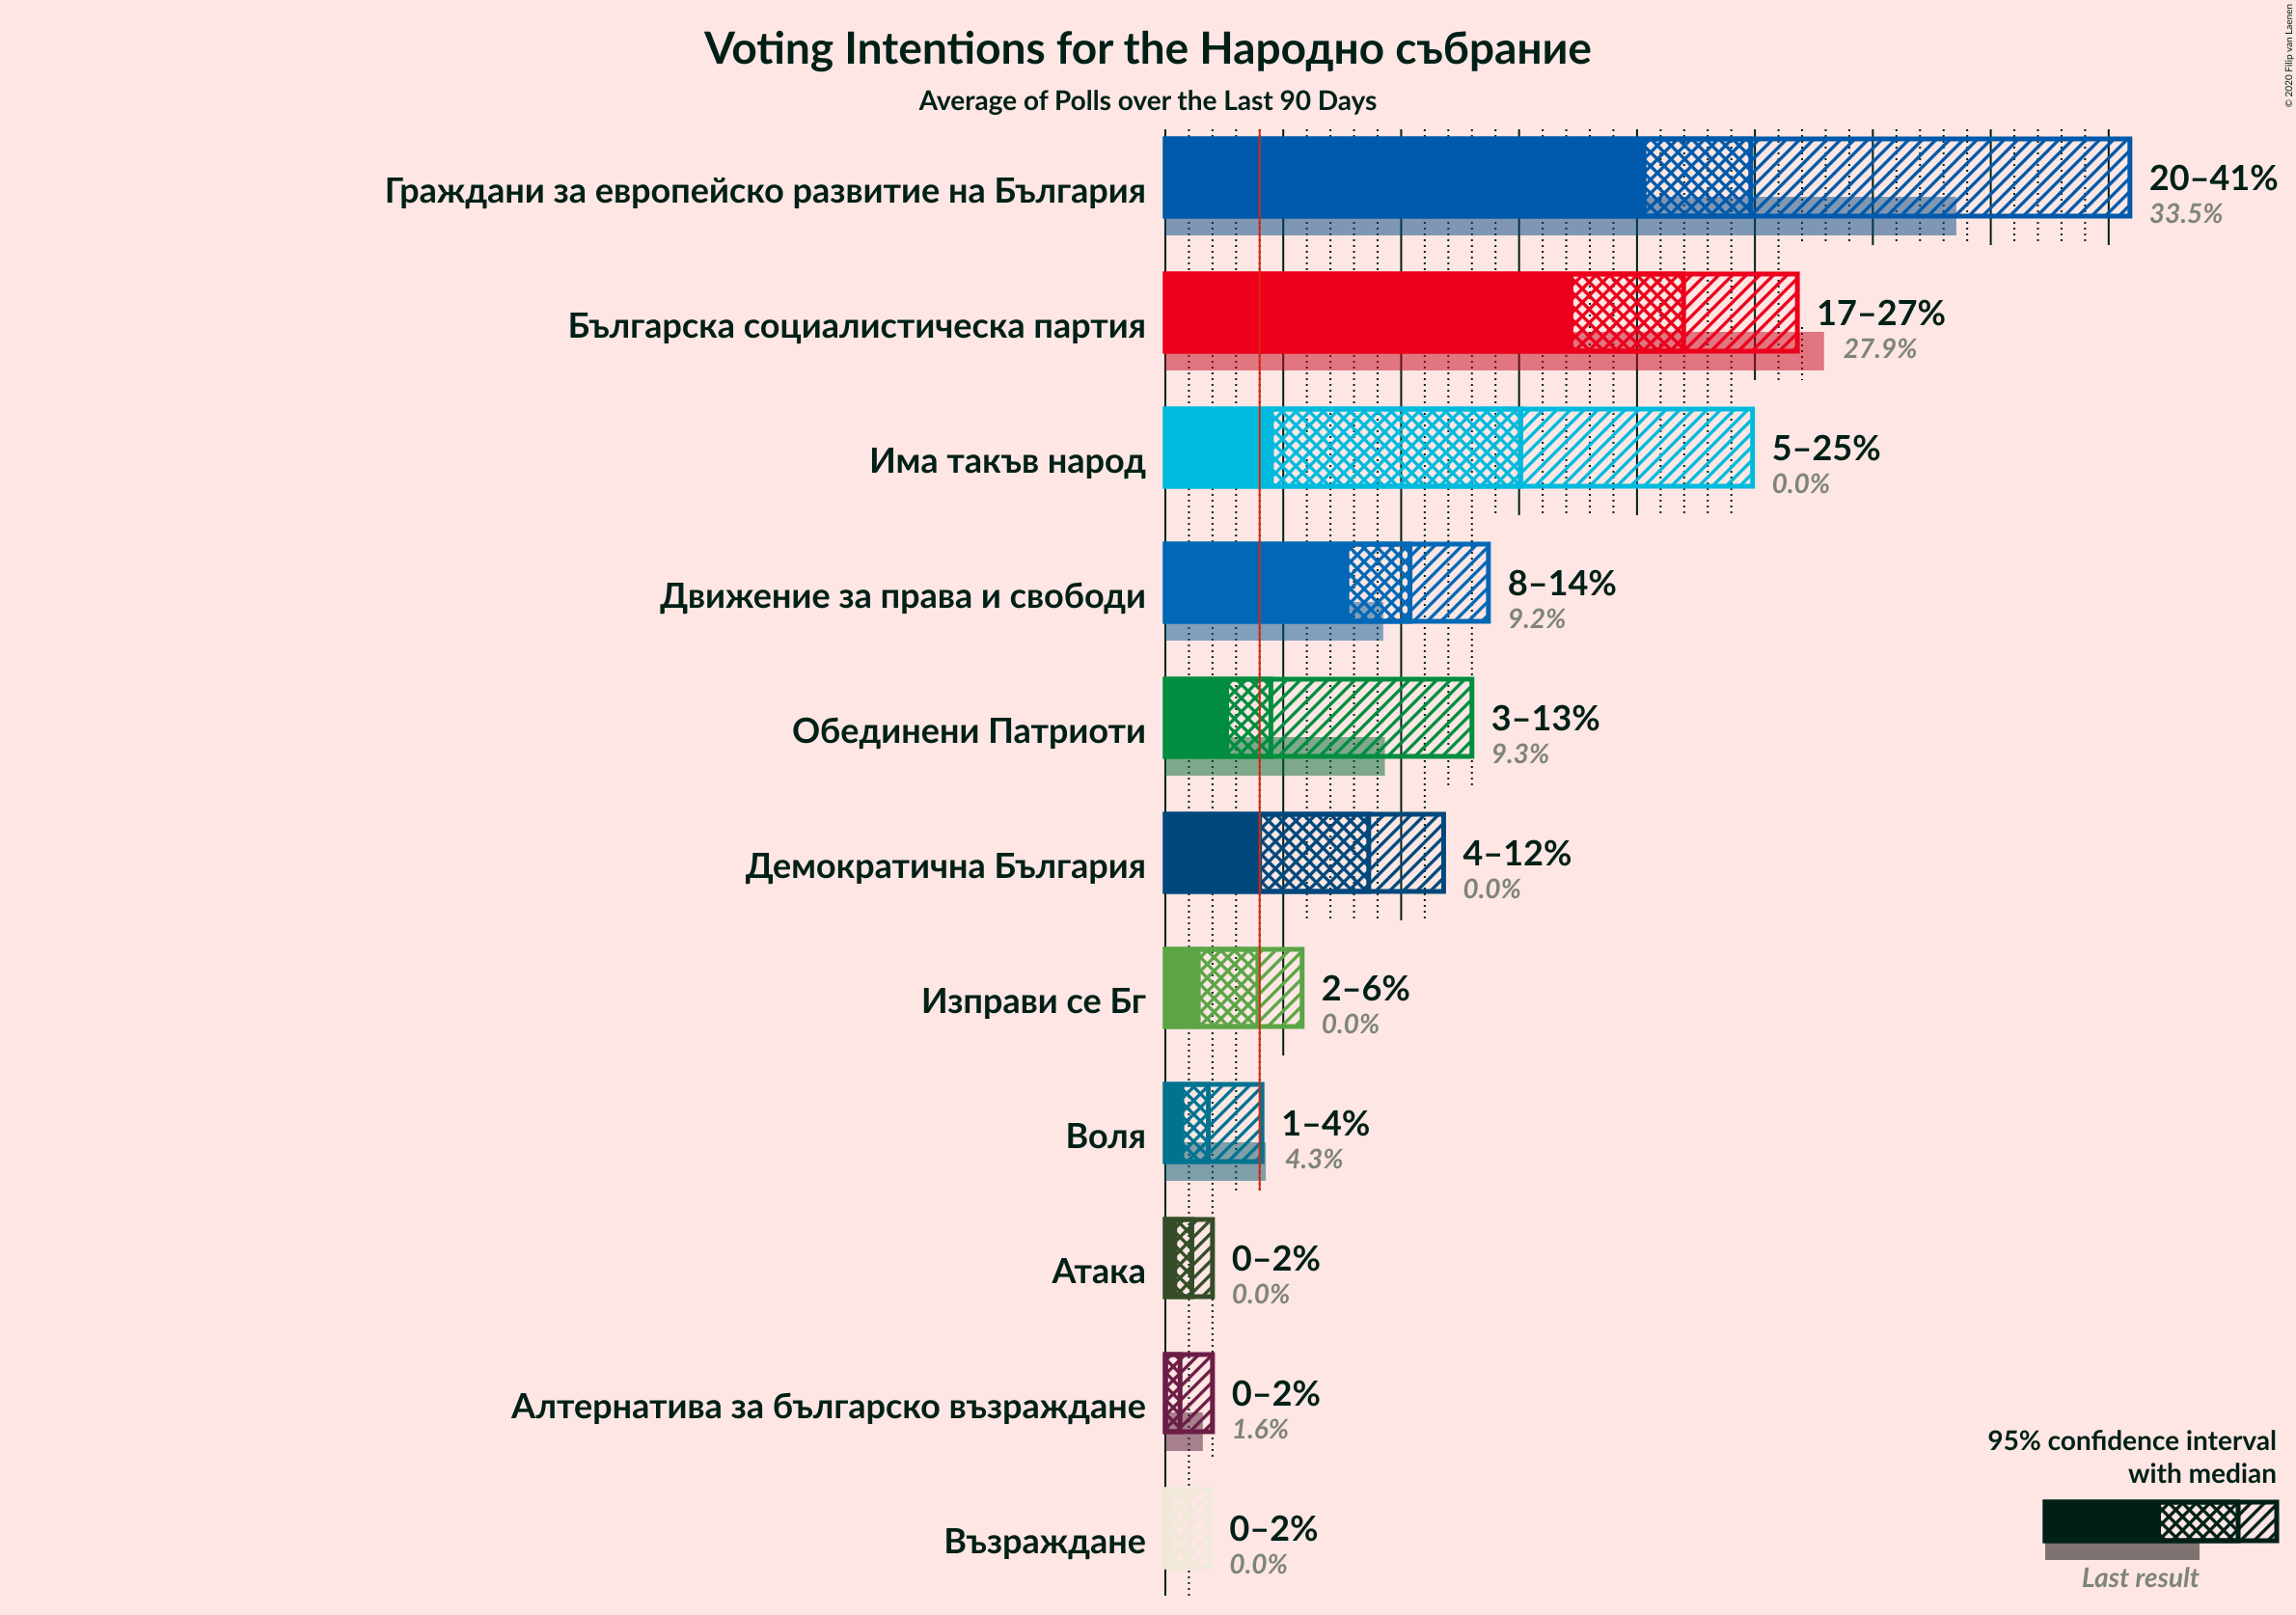 © 2020 Filip van Laenen
Voting Intentions for the Народно събрание
Average of Polls over the Last 90 Days
Граждани за европейско развитие на България
20–41%
33.5%
Българска социалистическа партия
17–27%
27.9%
Има такъв народ
5–25%
0.0%
Движение за права и свободи
8–14%
9.2%
Обединени Патриоти
3–13%
9.3%
Демократична България
4–12%
0.0%
Изправи се Бг
2–6%
0.0%
Воля
1–4%
4.3%
Атака
0–2%
0.0%
Алтернатива за българско възраждане
0–2%
1.6%
Възраждане
0–2%
0.0%
95% confidence interval
with median
Last result